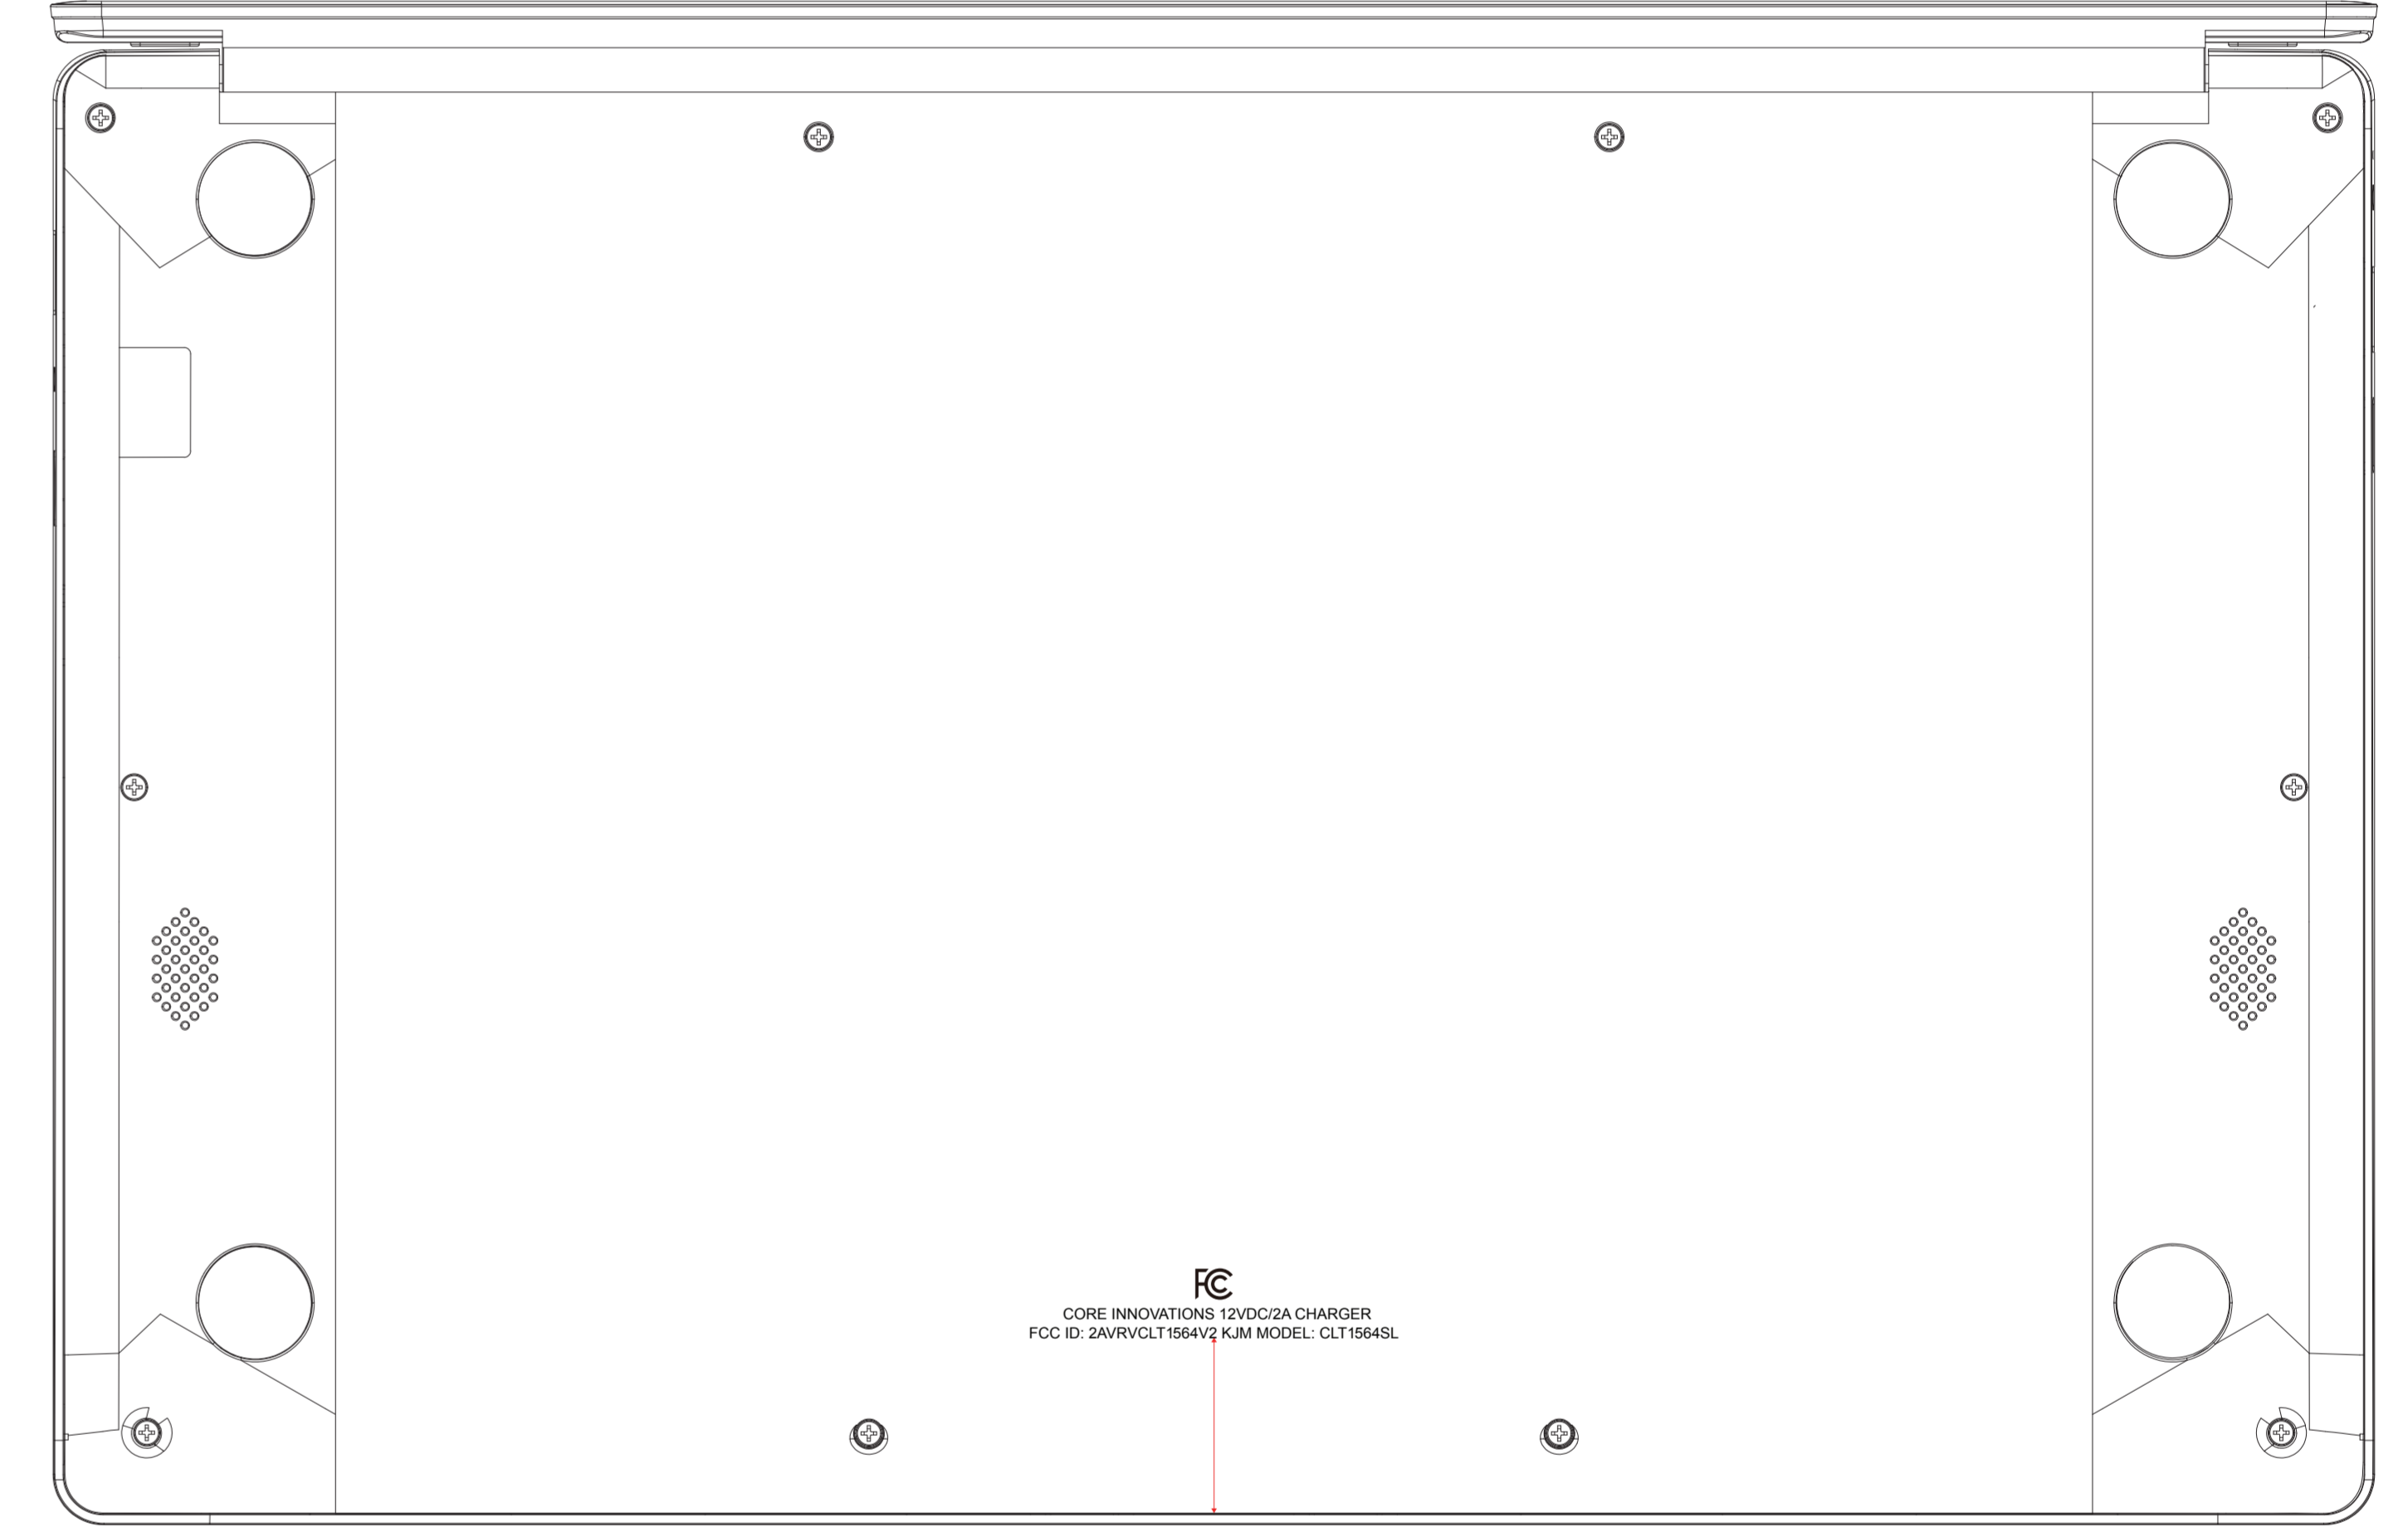 FC
CORE INNOVATIONS 12VDC/2A CHARGER
FCC ID: 2AVRVCLT1564V2 KJM MODEL: CLT1564SL